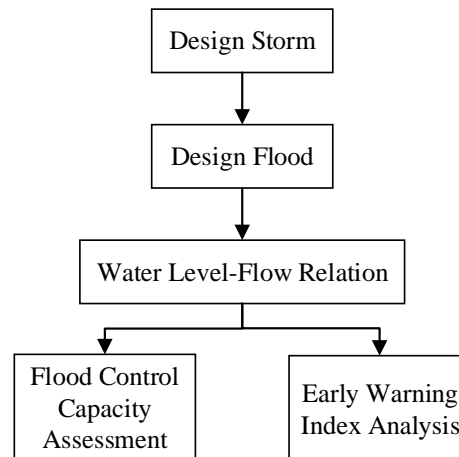 Design Storm
Design Flood
Water Level-Flow Relation
Flood Control
Capacity
Assessment
Early Warning
Index Analysis